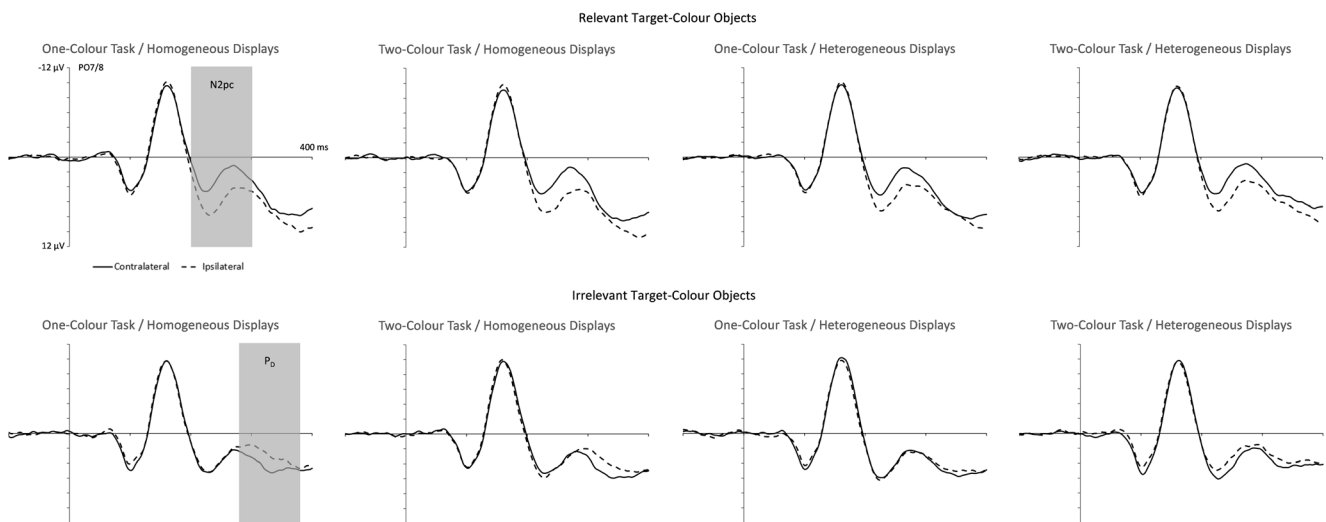 Relevant Target-Colour Objects
One-Colour Task / Homogeneous Displays
Two-Colour Task / Homogeneous Displays
One-Colour Task / Heterogeneous Displays
Two-Colour Task / Heterogeneous Displays
-12 µV
PO7/8
N2pc
400 ms
12 µV
Contralateral
Ipsilateral
Irrelevant Target-Colour Objects
One-Colour Task / Homogeneous Displays
Two-Colour Task / Homogeneous Displays
One-Colour Task / Heterogeneous Displays
Two-Colour Task / Heterogeneous Displays
P_D